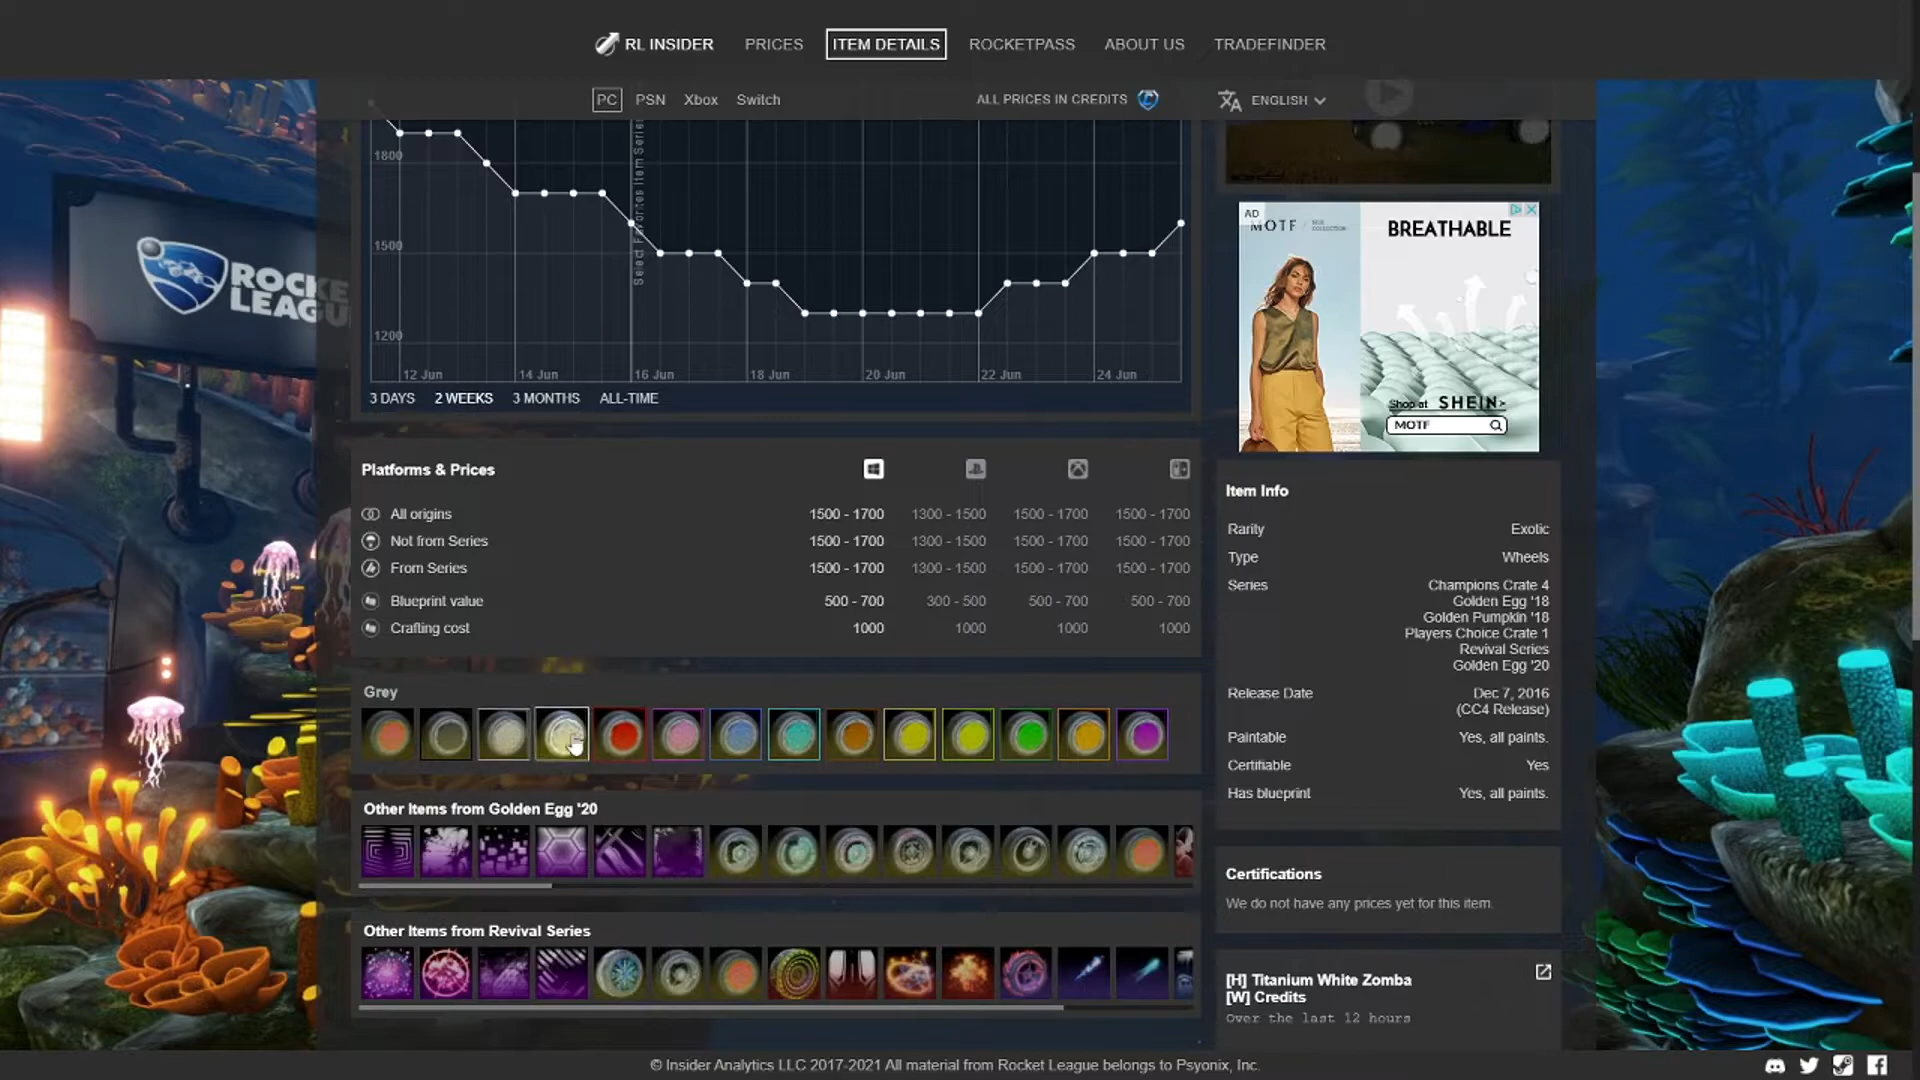 RL INSIDER PRICES ITEM DETAILS ROCKETPASS ABOUT US TRADEFINDER
PC PSN Xbox Switch ALL PRICES IN CREDITS ENGLISH
ROCKE
LEAGU
1800
1500
1200
Select Favorites Item Series
12 Jun 14 Jun 16 Jun 18 Jun 20 Jun 22 Jun 24 Jun
3 DAYS 2 WEEKS 3 MONTHS ALL-TIME
AD
MOTF
BREATHABLE
Shop at SHEIN>
MOTF
Platforms & Prices
All origins 1500 - 1700 1300 - 1500 1500 - 1700 1500 - 1700
Not from Series 1500 - 1700 1300 - 1500 1500 - 1700 1500 - 1700
From Series 1500 - 1700 1300 - 1500 1500 - 1700 1500 - 1700
Blueprint value 500 - 700 300 - 500 500 - 700 500 - 700
Crafting cost 1000 1000 1000 1000
Grey
Other Items from Golden Egg '20
Other Items from Revival Series
Item Info
Rarity Exotic
Type Wheels
Series Champions Crate 4
Golden Egg '18
Golden Pumpkin '18
Players Choice Crate 1
Revival Series
Golden Egg '20
Release Date Dec 7, 2016
(CC4 Release)
Paintable Yes, all paints.
Certifiable Yes
Has blueprint Yes, all paints.
Certifications
We do not have any prices yet for this item.
[H] Titanium White Zomba
[W] Credits
Over the last 12 hours
© Insider Analytics LLC 2017-2021 All material from Rocket League belongs to Psyonix, Inc.